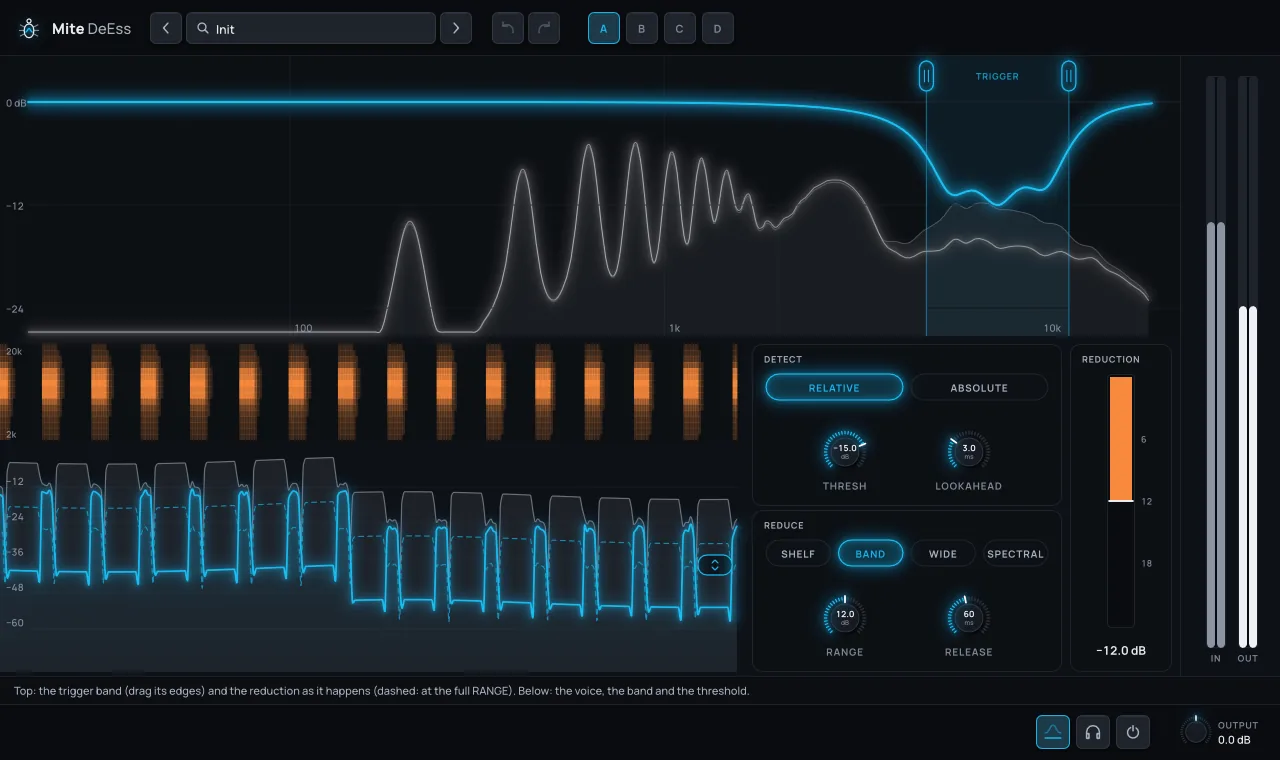 Mite DeEss
Init
A
B
C
D
TRIGGER
0 dB
−12
−24
100
1k
10k
20k
2k
−12
−24
−36
−48
−60
DETECT
RELATIVE
ABSOLUTE
−15.0
dB
THRESH
3.0
ms
LOOKAHEAD
REDUCE
SHELF
BAND
WIDE
SPECTRAL
12.0
dB
RANGE
60
ms
RELEASE
REDUCTION
6
12
18
−12.0 dB
IN
OUT
Top: the trigger band (drag its edges) and the reduction as it happens (dashed: at the full RANGE). Below: the voice, the band and the threshold.
OUTPUT
0.0 dB